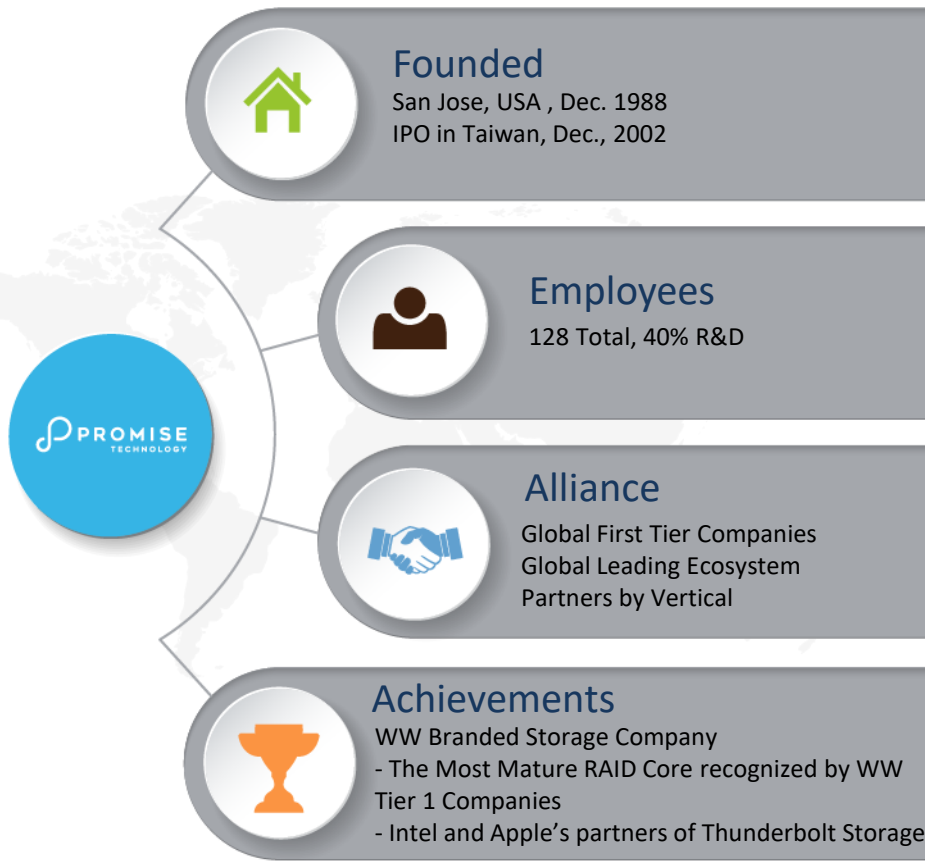 Founded
San Jose, USA , Dec. 1988
IPO in Taiwan, Dec., 2002
Employees
128 Total, 40% R&D
PROMISE
TECHNOLOGY
Alliance
Global First Tier Companies
Global Leading Ecosystem
Partners by Vertical
Achievements
WW Branded Storage Company
- The Most Mature RAID Core recognized by WW
Tier 1 Companies
- Intel and Apple’s partners of Thunderbolt Storage